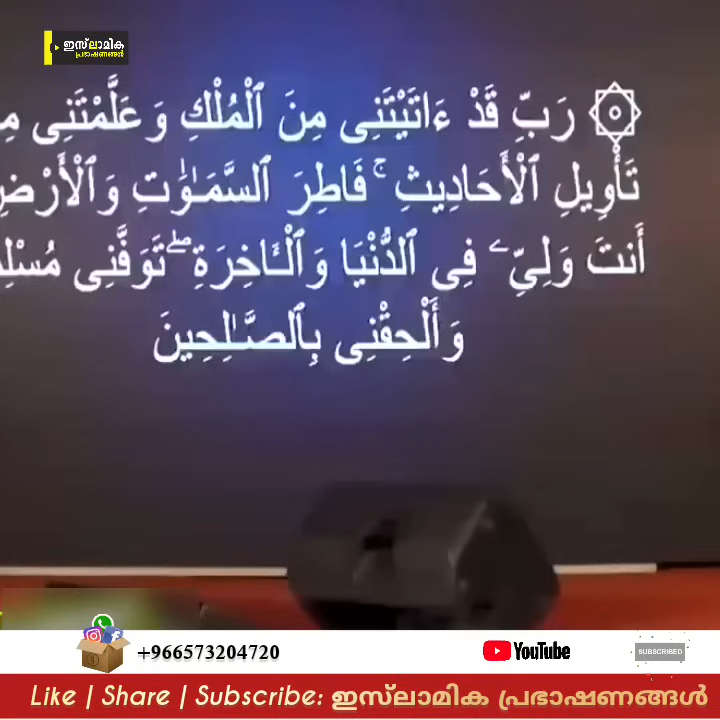 ഇസ്‌ലാമിക
പ്രഭാഷണങ്ങൾ
۞ رَبِّ قَدْ ءَاتَيْتَنِى مِنَ ٱلْمُلْكِ وَعَلَّمْتَنِى
تَأْوِيلِ ٱلْأَحَادِيثِ ۚ فَاطِرَ ٱلسَّمَـٰوَٰتِ وَٱلْأَرْضِ
أَنتَ وَلِىِّۦ فِى ٱلدُّنْيَا وَٱلْـَٔاخِرَةِ ۖ تَوَفَّنِى
وَأَلْحِقْنِى بِٱلصَّـٰلِحِينَ
+966573204720
YouTube
SUBSCRIBED
Like | Share | Subscribe: ഇസ്‌ലാമിക പ്രഭാഷണങ്ങൾ